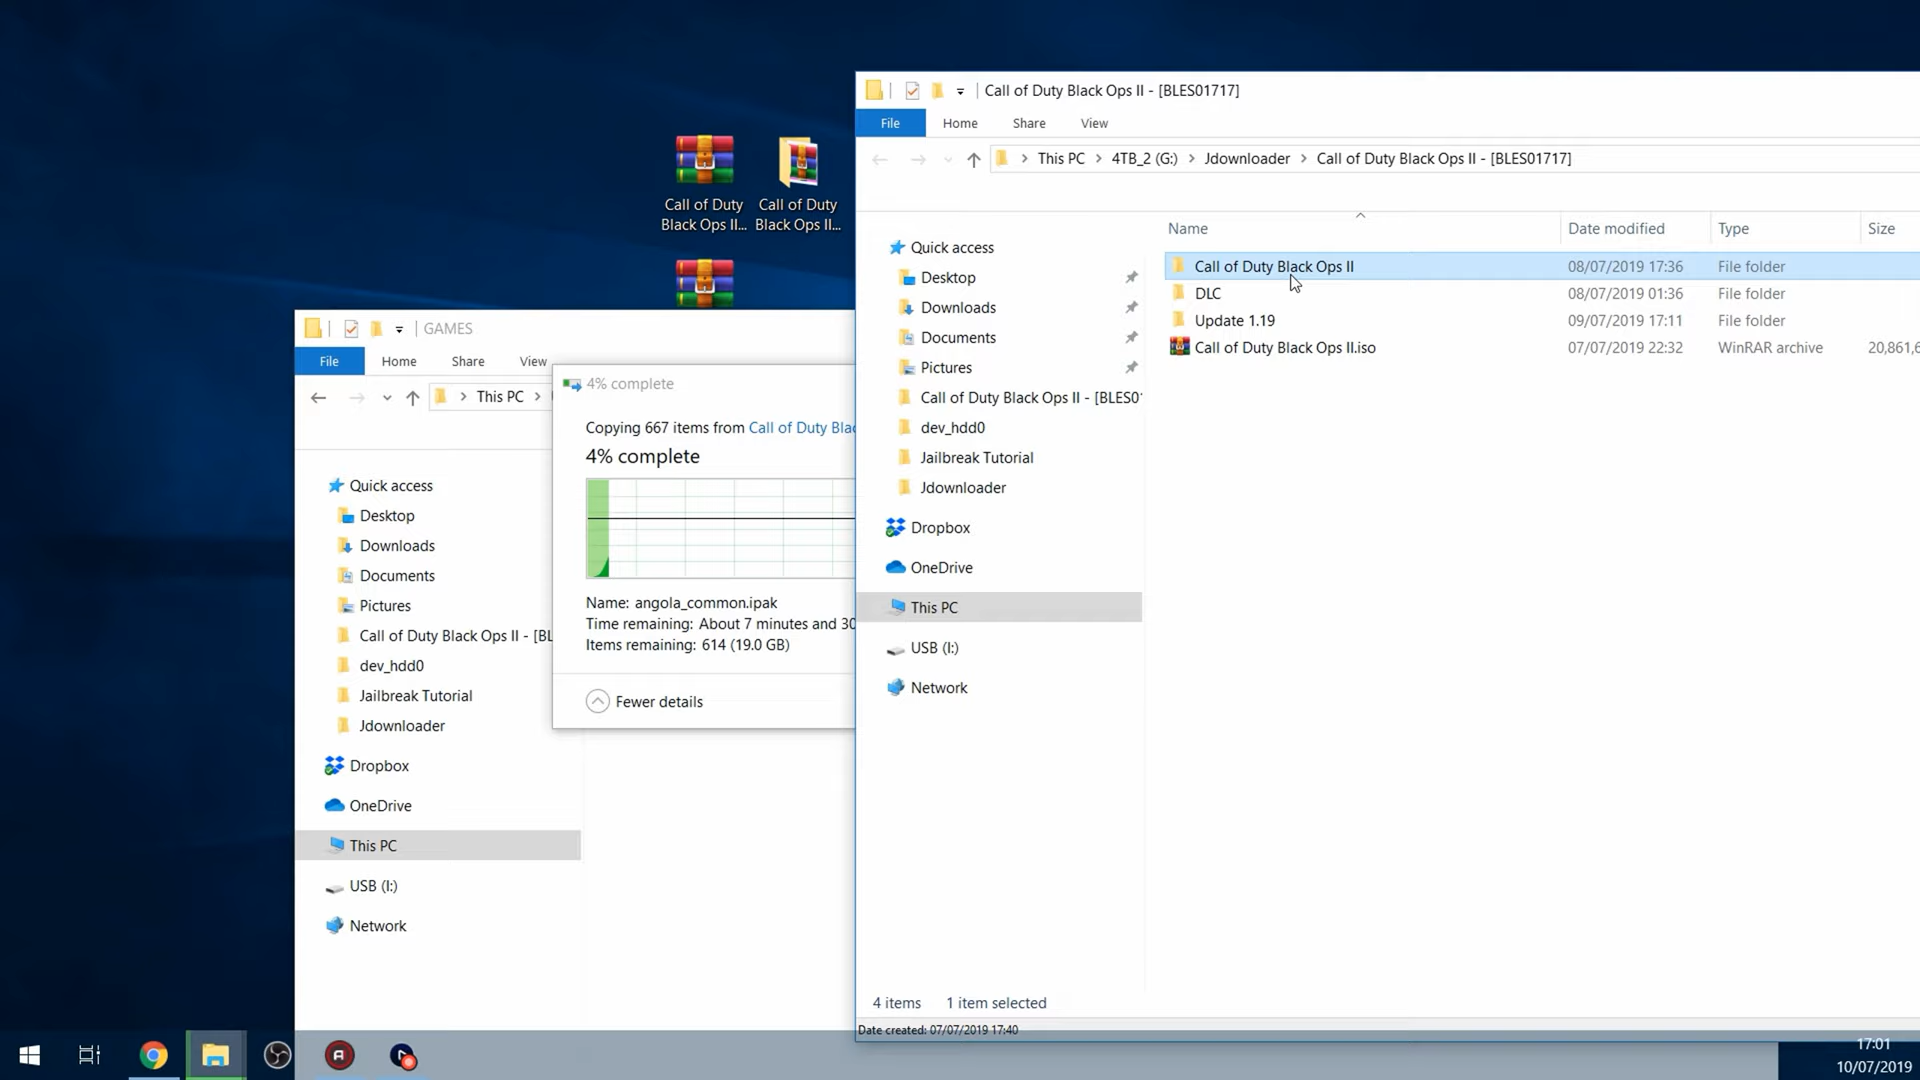 Call of Duty Black Ops II - [BLES01717]
File
Home
Share
View
This PC
4TB_2 (G:)
Jdownloader
Call of Duty Black Ops II - [BLES01717]
Name
Date modified
Type
Size
Call of Duty Black Ops II
08/07/2019 17:36
File folder
DLC
08/07/2019 01:36
File folder
Update 1.19
09/07/2019 17:11
File folder
Call of Duty Black Ops II.iso
07/07/2019 22:32
WinRAR archive
20,861,6
Quick access
Desktop
Downloads
Documents
Pictures
Call of Duty Black Ops II - [BLES0
dev_hdd0
Jailbreak Tutorial
Jdownloader
Dropbox
OneDrive
This PC
USB (I:)
Network
4 items
1 item selected
Date created: 07/07/2019 17:40
Call of Duty
Black Ops II...
Call of Duty
Black Ops II...
GAMES
File
Home
Share
View
This PC
Quick access
Desktop
Downloads
Documents
Pictures
Call of Duty Black Ops II - [BL
dev_hdd0
Jailbreak Tutorial
Jdownloader
Dropbox
OneDrive
This PC
USB (I:)
Network
4% complete
Copying 667 items from Call of Duty Blac
4% complete
Name: angola_common.ipak
Time remaining: About 7 minutes and 30
Items remaining: 614 (19.0 GB)
Fewer details
17:01
10/07/2019